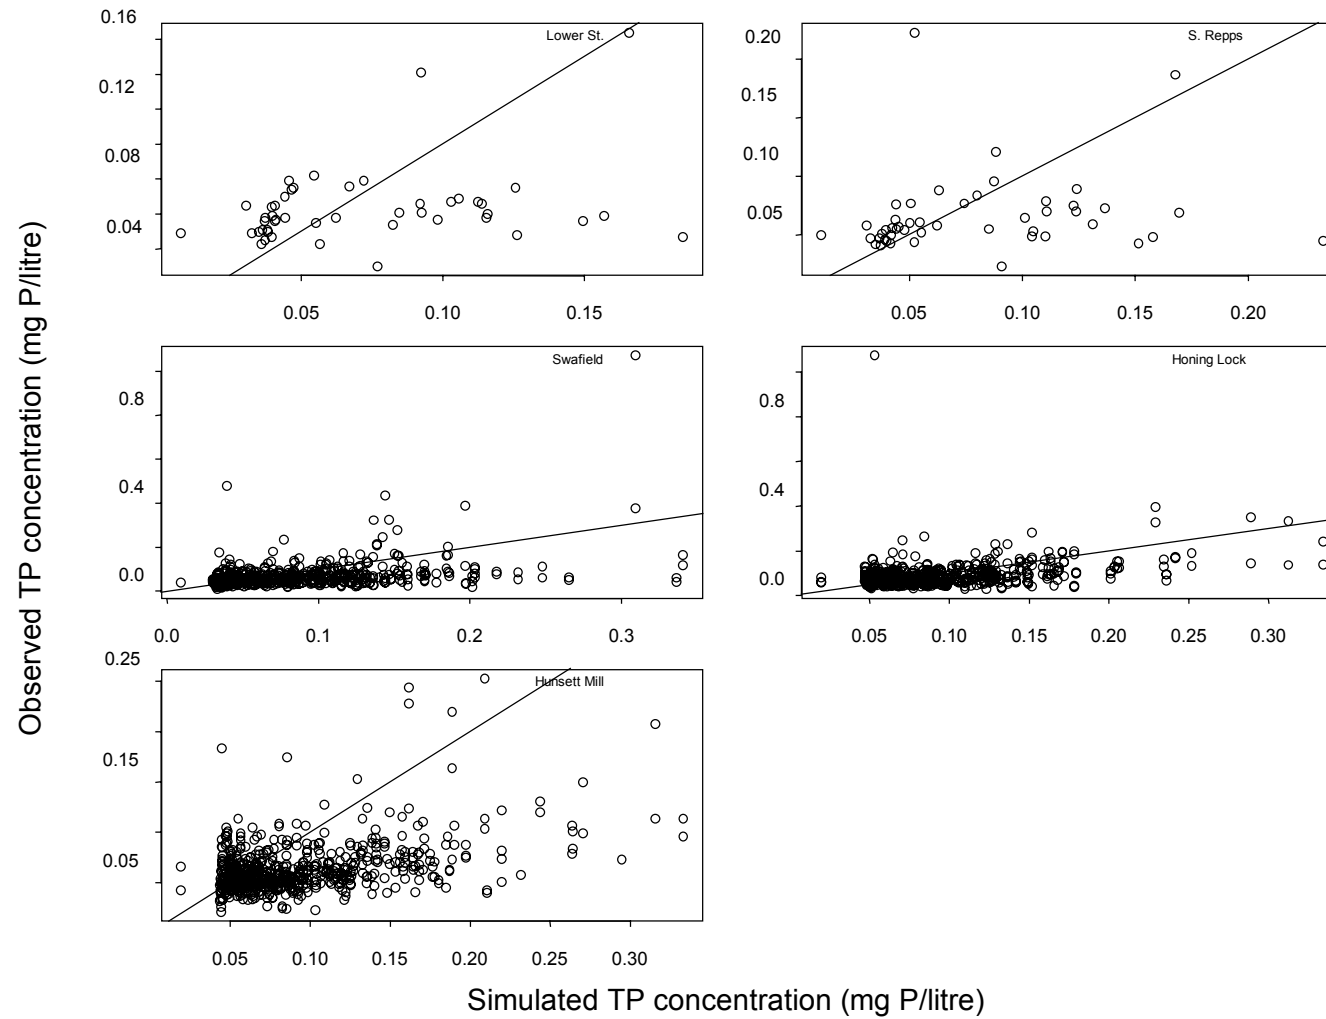 Observed TP concentration (mg P/litre)
0.16
0.12
0.08
0.04
Lower St.
0.05 0.10 0.15
0.20
0.15
0.10
0.05
S. Repps
0.05 0.10 0.15 0.20
0.8
0.4
0.0
Swafield
0.0 0.1 0.2 0.3
0.8
0.4
0.0
Honing Lock
0.05 0.10 0.15 0.20 0.25 0.30
0.25
0.15
0.05
Hunsett Mill
0.05 0.10 0.15 0.20 0.25 0.30
Simulated TP concentration (mg P/litre)